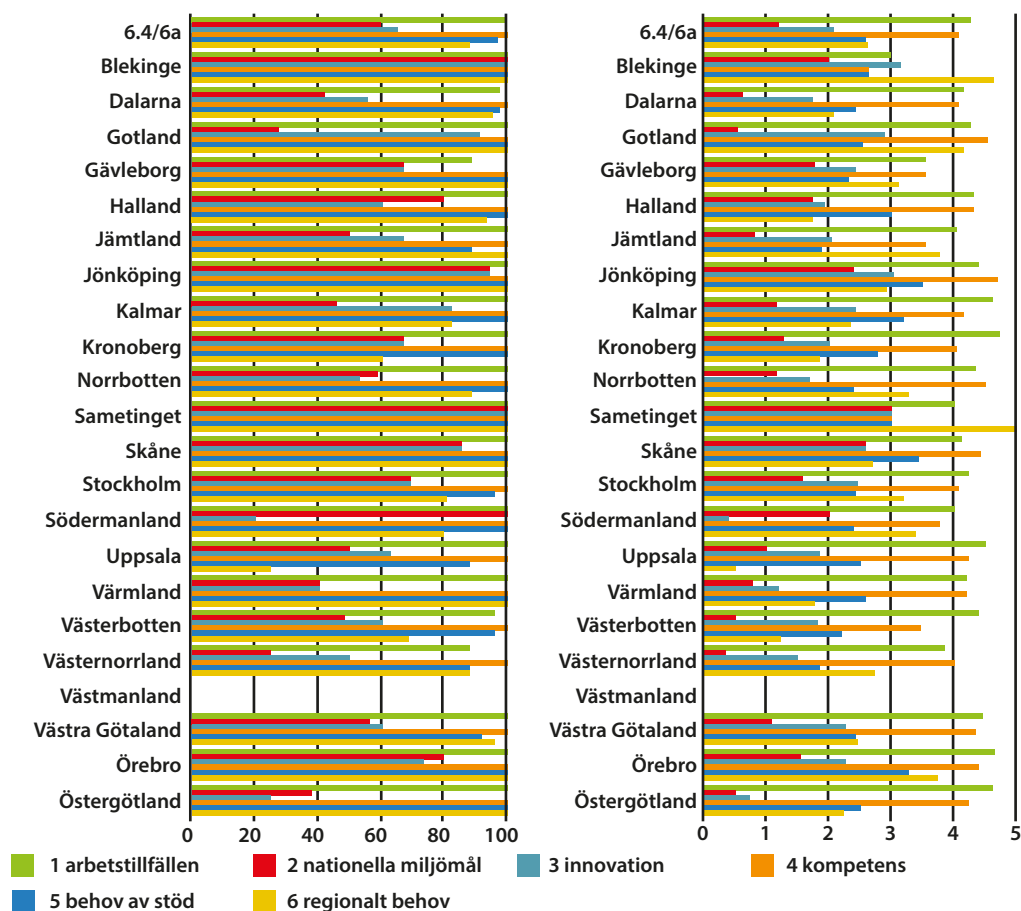 6.4/6a
Blekinge
Dalarna
Gotland
Gävleborg
Halland
Jämtland
Jönköping
Kalmar
Kronoberg
Norrbotten
Sametinget
Skåne
Stockholm
Södermanland
Uppsala
Värmland
Västerbotten
Västernorrland
Västmanland
Västra Götaland
Örebro
Östergötland
0 20 40 60 80 100
6.4/6a
Blekinge
Dalarna
Gotland
Gävleborg
Halland
Jämtland
Jönköping
Kalmar
Kronoberg
Norrbotten
Sametinget
Skåne
Stockholm
Södermanland
Uppsala
Värmland
Västerbotten
Västernorrland
Västmanland
Västra Götaland
Örebro
Östergötland
0 1 2 3 4 5
1 arbetstillfällen 2 nationella miljömål 3 innovation 4 kompetens
5 behov av stöd 6 regionalt behov